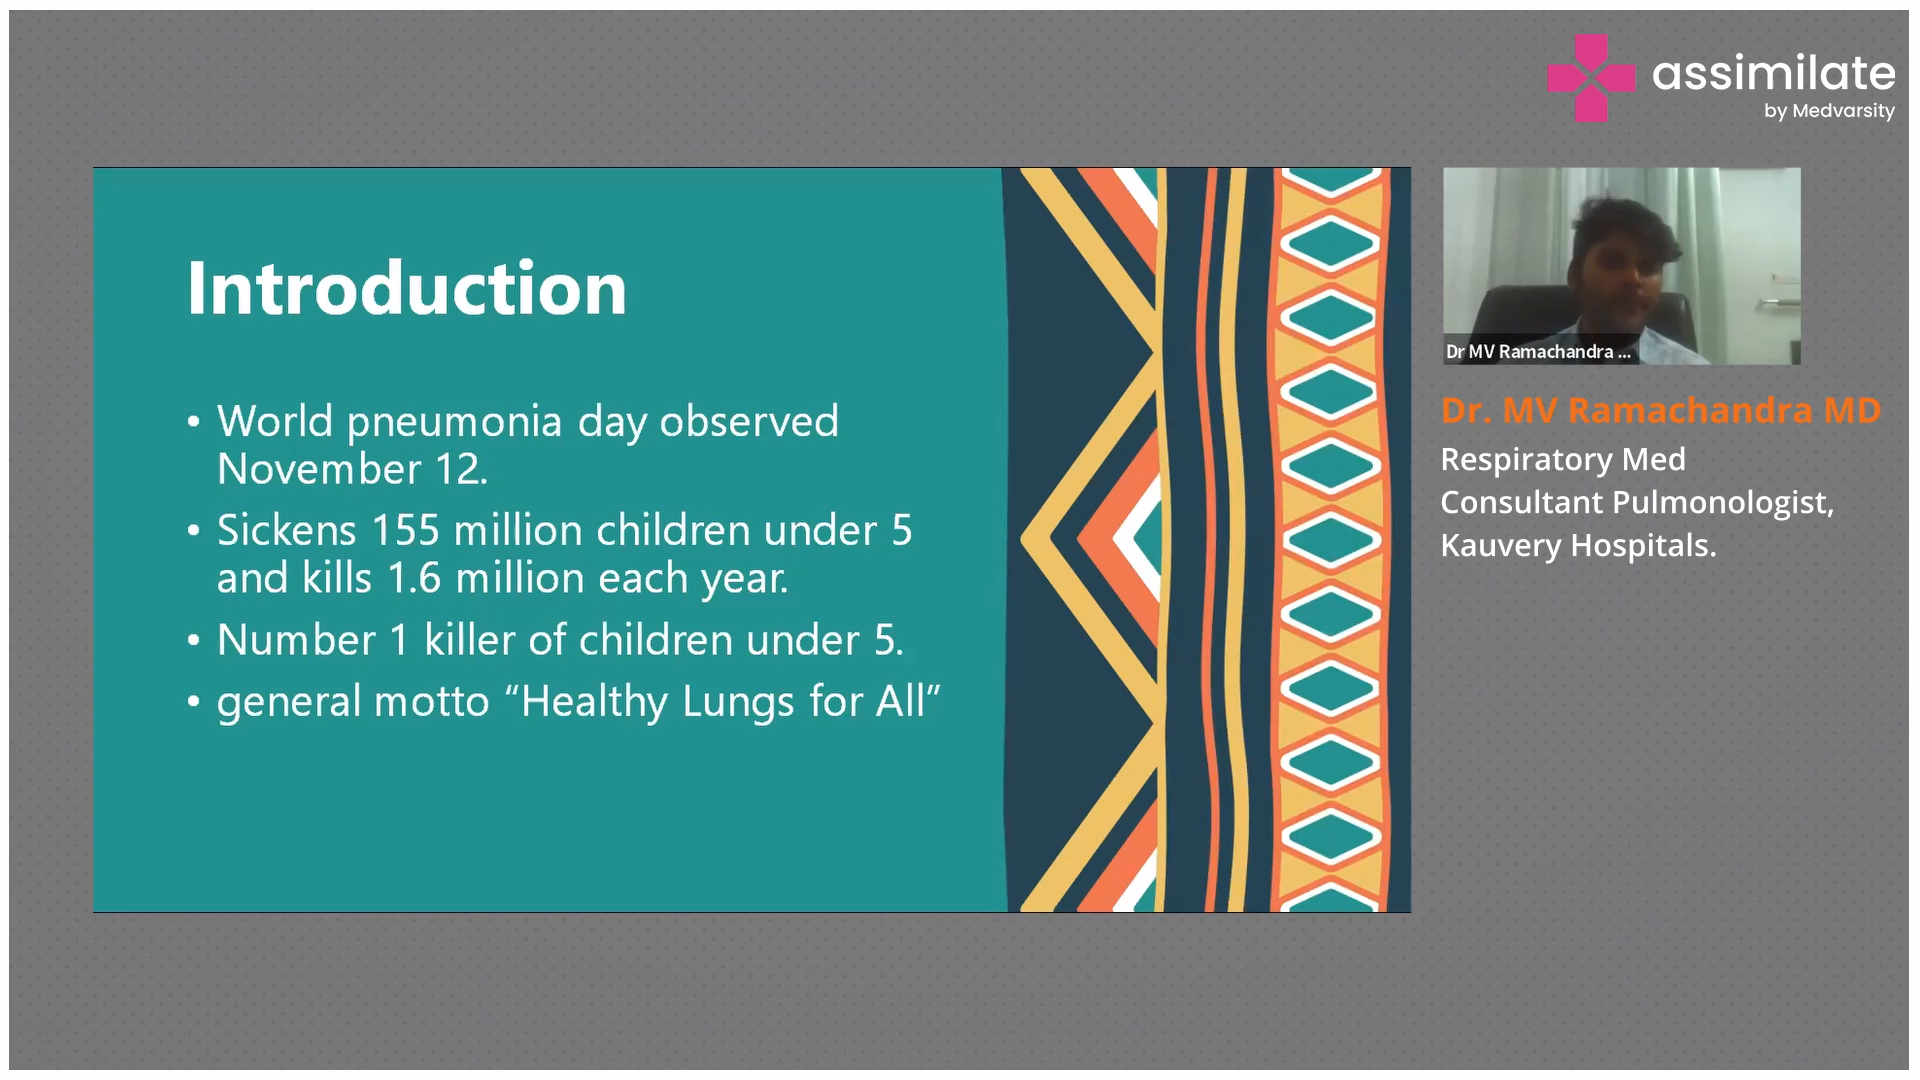 assimilate
by Medvarsity
Introduction
• World pneumonia day observed
November 12.
• Sickens 155 million children under 5
and kills 1.6 million each year.
• Number 1 killer of children under 5.
• general motto “Healthy Lungs for All”
Dr MV Ramachandra ...
Dr. MV Ramachandra MD
Respiratory Med
Consultant Pulmonologist,
Kauvery Hospitals.